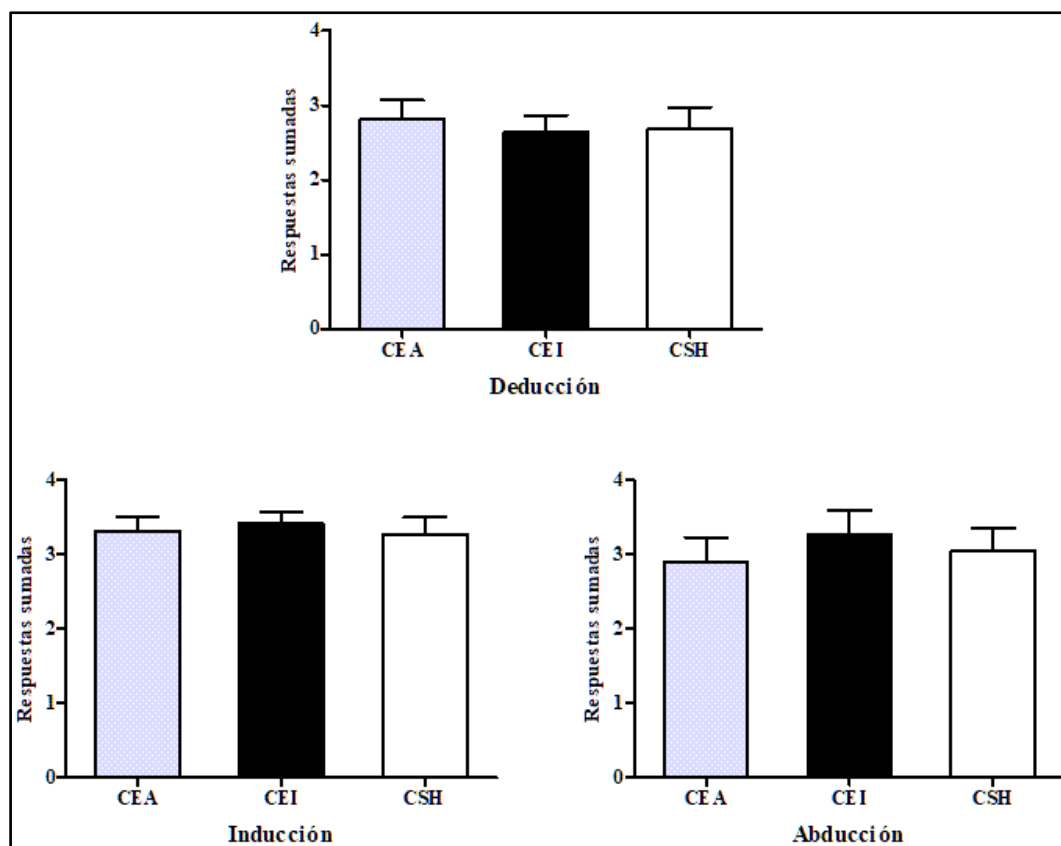 4
3
2
1
0
Respuestas sumadas
CEA CEI CSH
Deducción
4
3
2
1
0
Respuestas sumadas
CEA CEI CSH
Inducción
4
3
2
1
0
Respuestas sumadas
CEA CEI CSH
Abducción